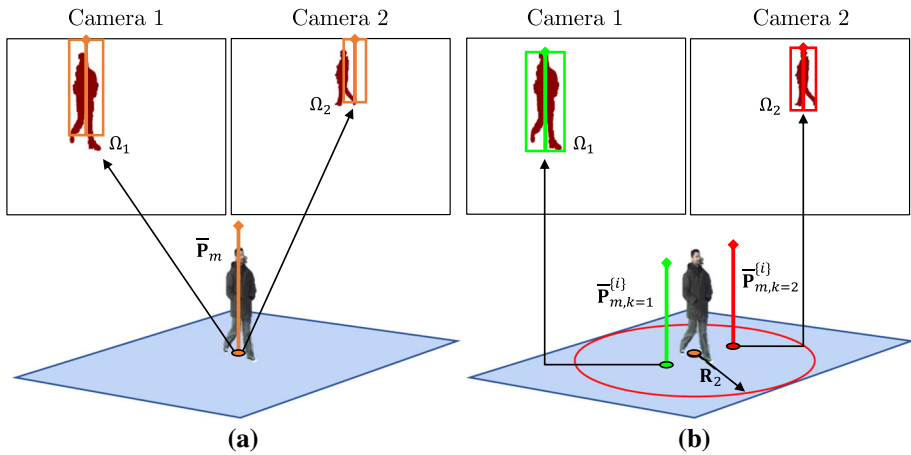 Camera 1
Camera 2
Ω₁
Ω₂
P̅ₘ
(a)
Camera 1
Camera 2
Ω₁
Ω₂
P̅^{i}_{m,k=1}
P̅^{i}_{m,k=2}
R₂
(b)